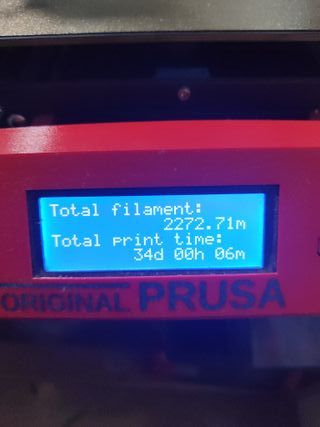 Total filament:
2272.71m
Total print time:
34d 00h 06m
ORIGINAL PRUSA